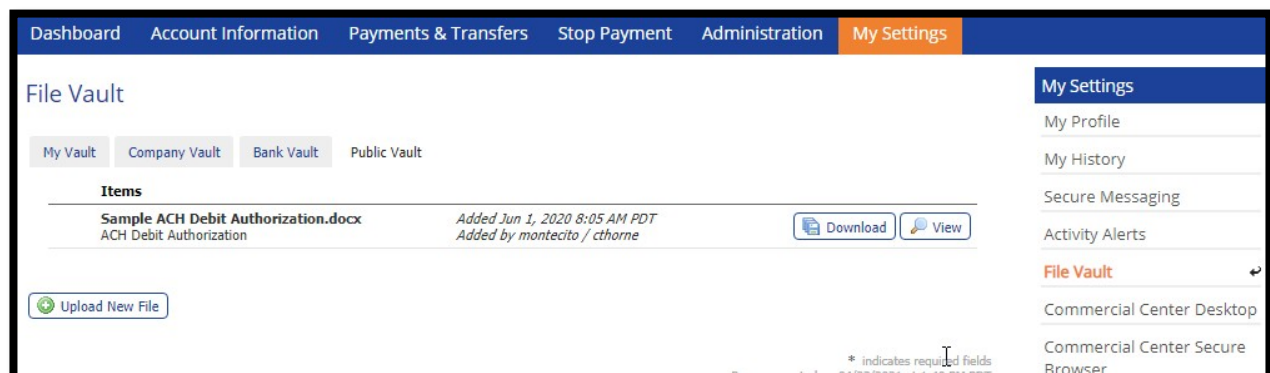 Dashboard Account Information Payments & Transfers Stop Payment Administration My Settings
File Vault
My Vault Company Vault Bank Vault Public Vault
Items
Sample ACH Debit Authorization.docx Added Jun 1, 2020 8:05 AM PDT Download View
ACH Debit Authorization Added by montecito / cthorne
Upload New File
* indicates required fields
My Settings
My Profile
My History
Secure Messaging
Activity Alerts
File Vault
Commercial Center Desktop
Commercial Center Secure
Browser